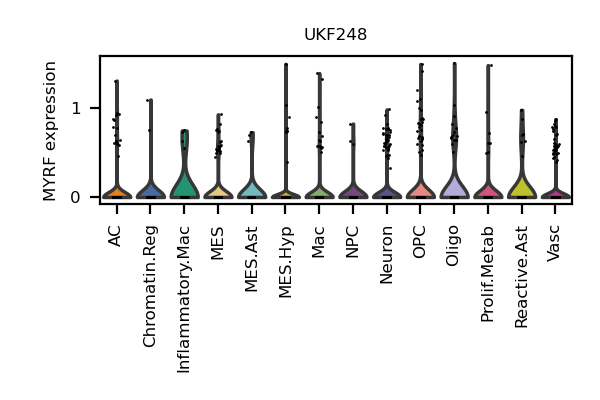 UKF248
MYRF expression
1
0
AC
Chromatin.Reg
Inflammatory.Mac
MES
MES.Ast
MES.Hyp
Mac
NPC
Neuron
OPC
Oligo
Prolif.Metab
Reactive.Ast
Vasc